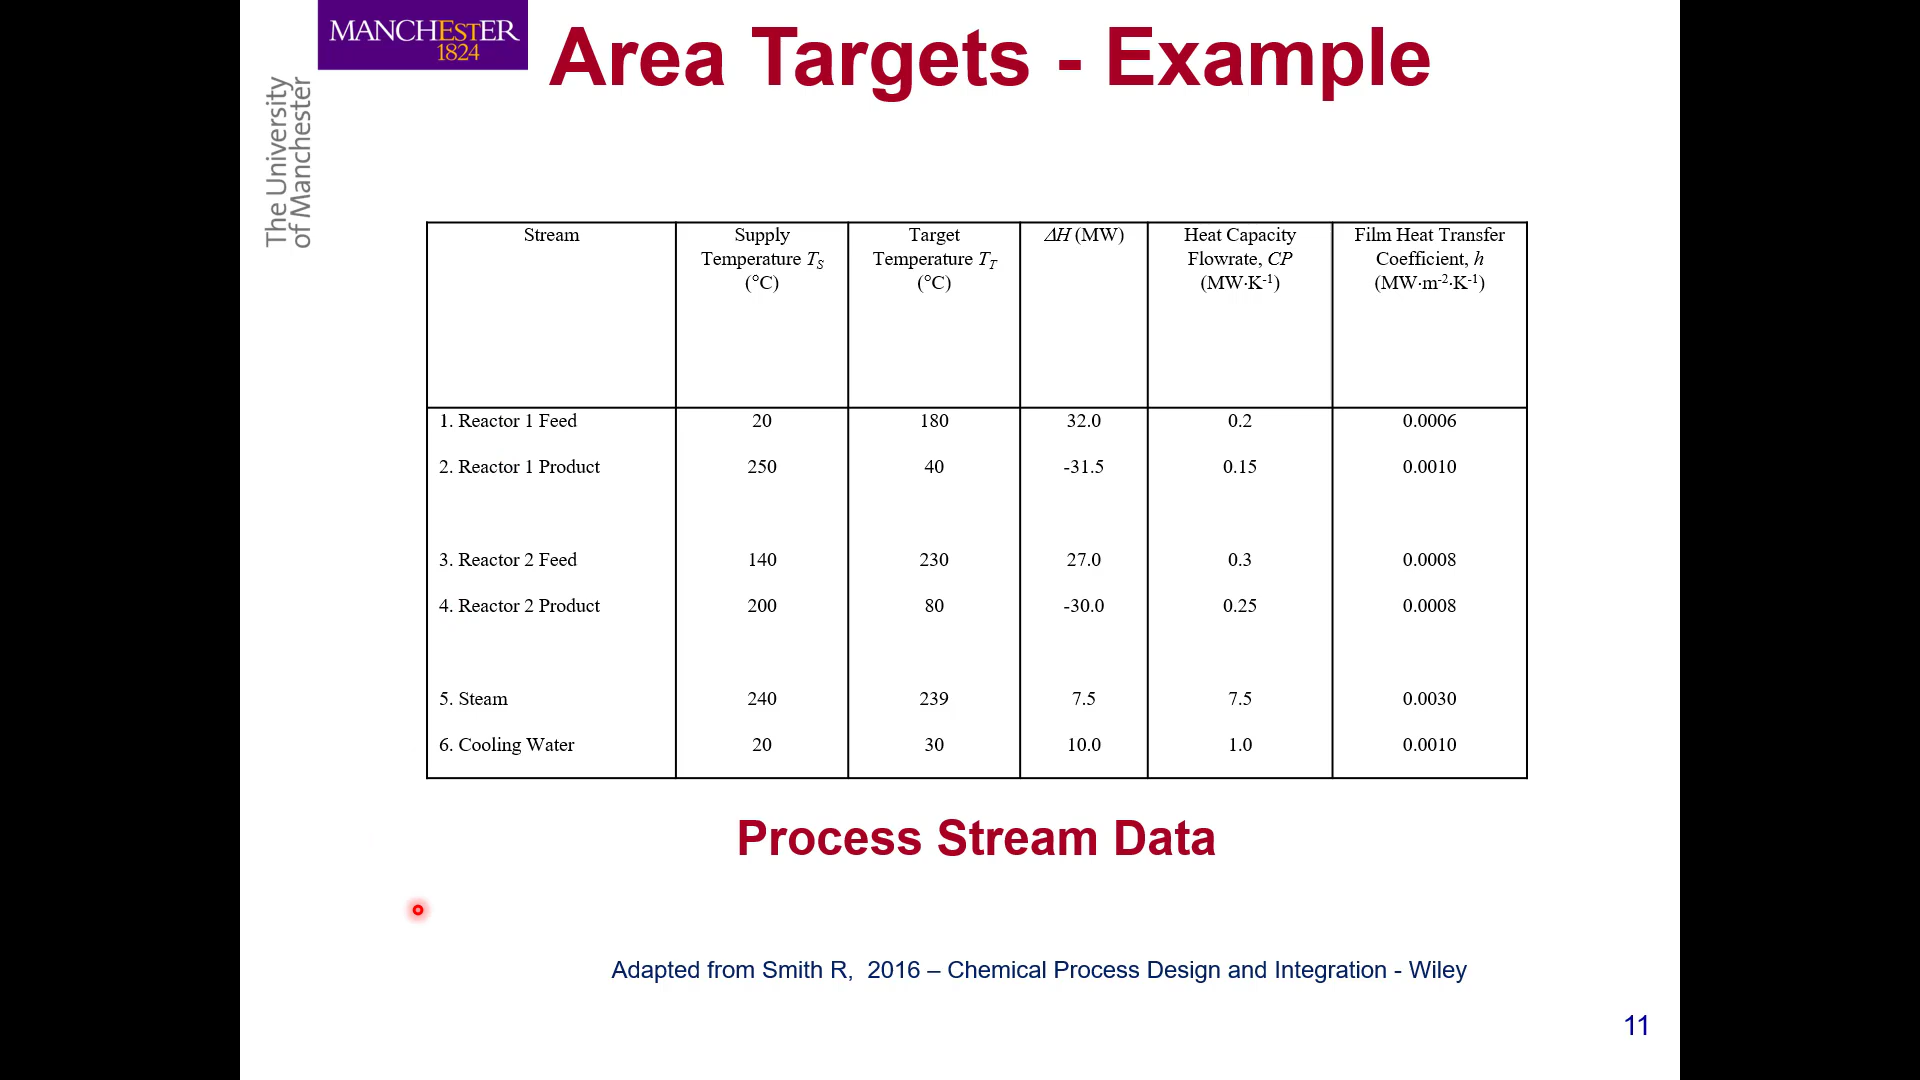 MANCHESTER
1824
The University
of Manchester
Area Targets - Example
Stream
Supply
Temperature T_S
(°C)
Target
Temperature T_T
(°C)
ΔH (MW)
Heat Capacity
Flowrate, CP
(MW·K⁻¹)
Film Heat Transfer
Coefficient, h
(MW·m⁻²·K⁻¹)
1. Reactor 1 Feed 20 180 32.0 0.2 0.0006
2. Reactor 1 Product 250 40 -31.5 0.15 0.0010
3. Reactor 2 Feed 140 230 27.0 0.3 0.0008
4. Reactor 2 Product 200 80 -30.0 0.25 0.0008
5. Steam 240 239 7.5 7.5 0.0030
6. Cooling Water 20 30 10.0 1.0 0.0010
Process Stream Data
Adapted from Smith R, 2016 – Chemical Process Design and Integration - Wiley
11